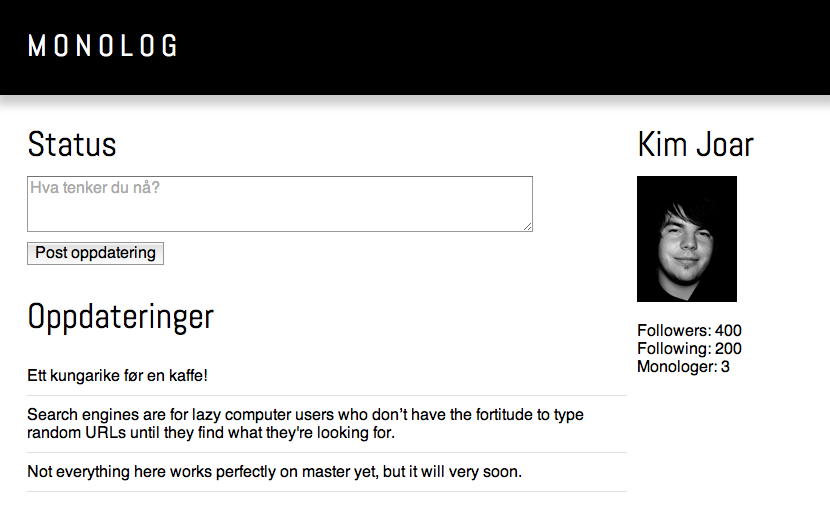 MONOLOG
Status
Hva tenker du nå?
Post oppdatering
Oppdateringer
Ett kungarike før en kaffe!
Search engines are for lazy computer users who don’t have the fortitude to type
random URLs until they find what they're looking for.
Not everything here works perfectly on master yet, but it will very soon.
Kim Joar
Followers: 400
Following: 200
Monologer: 3